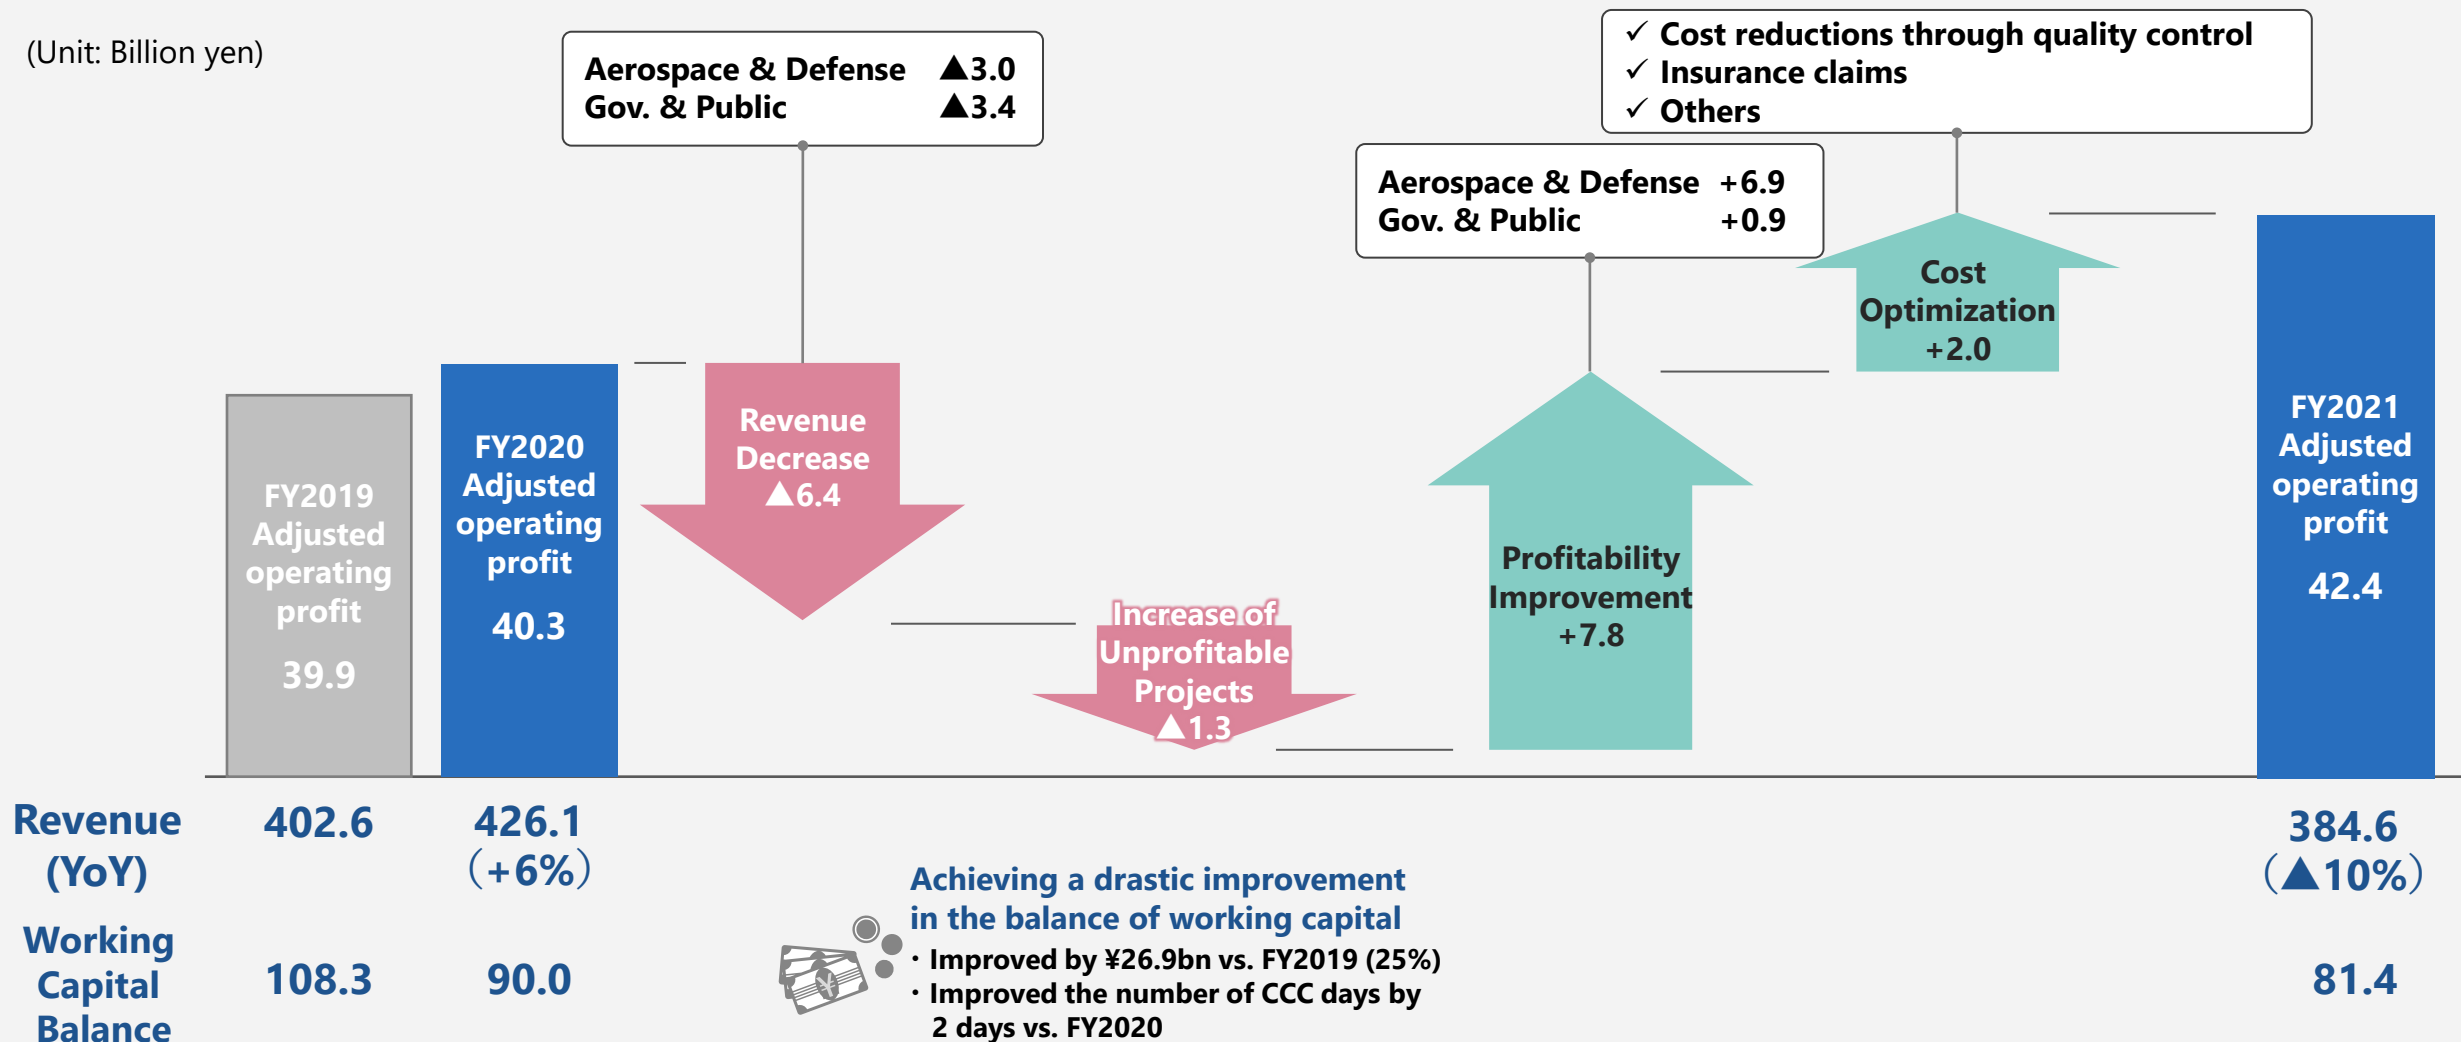 (Unit: Billion yen)
Aerospace & Defense ▲3.0
Gov. & Public ▲3.4
✓ Cost reductions through quality control
✓ Insurance claims
✓ Others
Aerospace & Defense +6.9
Gov. & Public +0.9
FY2019
Adjusted
operating
profit
39.9
FY2020
Adjusted
operating
profit
40.3
Revenue
Decrease
▲6.4
Increase of
Unprofitable
Projects
▲1.3
Profitability
Improvement
+7.8
Cost
Optimization
+2.0
FY2021
Adjusted
operating
profit
42.4
Revenue
(YoY)
402.6
426.1
（+6%）
384.6
（▲10%）
Working
Capital
Balance
108.3
90.0
81.4
Achieving a drastic improvement
in the balance of working capital
・Improved by ¥26.9bn vs. FY2019 (25%)
・Improved the number of CCC days by
2 days vs. FY2020
¥